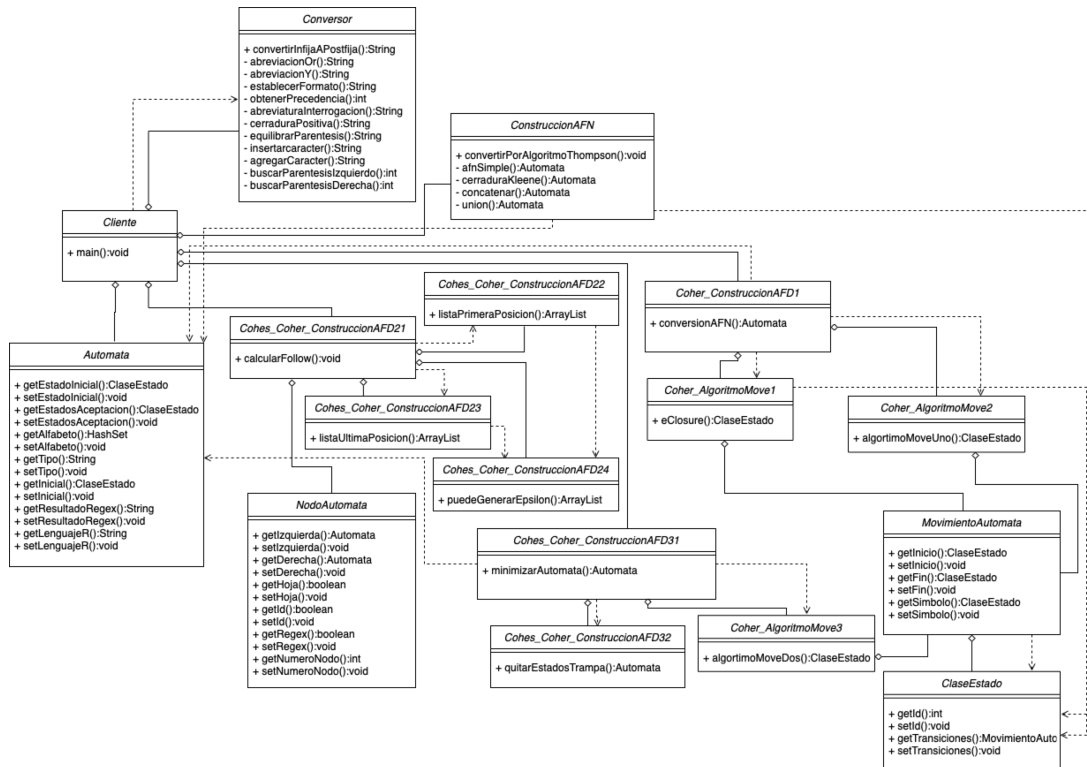 Conversor
+ convertirInfijaAPostfija():String
- abreviacionOr():String
- abreviacionY():String
- establecerFormato():String
- obtenerPrecedencia():int
- abreviaturaInterrogacion():String
- cerraduraPositiva():String
- equilibrarParentesis():String
- insertarcaracter():String
- agregarCaracter():String
- buscarParentesisIzquierdo():int
- buscarParentesisDerecha():int
ConstruccionAFN
+ convertirPorAlgoritmoThompson():void
- afnSimple():Automata
- cerraduraKleene():Automata
- concatenar():Automata
- union():Automata
Cliente
+ main():void
Cohes_Coher_ConstruccionAFD22
+ listaPrimeraPosicion():ArrayList
Coher_ConstruccionAFD1
+ conversionAFN():Automata
Cohes_Coher_ConstruccionAFD21
+ calcularFollow():void
Automata
+ getEstadoInicial():ClaseEstado
+ setEstadoInicial():void
+ getEstadosAceptacion():ClaseEstado
+ setEstadosAceptacion():void
+ getAlfabeto():HashSet
+ setAlfabeto():void
+ getTipo():String
+ setTipo():void
+ getInicial():ClaseEstado
+ setInicial():void
+ getResultadoRegex():String
+ setResultadoRegex():void
+ getLenguajeR():String
+ setLenguajeR():void
Cohes_Coher_ConstruccionAFD23
+ listaUltimaPosicion():ArrayList
Coher_AlgoritmoMove1
+ eClosure():ClaseEstado
Coher_AlgoritmoMove2
+ algortimoMoveUno():ClaseEstado
Cohes_Coher_ConstruccionAFD24
+ puedeGenerarEpsilon():ArrayList
NodoAutomata
+ getIzquierda():Automata
+ setIzquierda():void
+ getDerecha():Automata
+ setDerecha():void
+ getHoja():boolean
+ setHoja():void
+ getId():boolean
+ setId():void
+ getRegex():boolean
+ setRegex():void
+ getNumeroNodo():int
+ setNumeroNodo():void
Cohes_Coher_ConstruccionAFD31
+ minimizarAutomata():Automata
MovimientoAutomata
+ getInicio():ClaseEstado
+ setInicio():void
+ getFin():ClaseEstado
+ setFin():void
+ getSimbolo():ClaseEstado
+ setSimbolo():void
Cohes_Coher_ConstruccionAFD32
+ quitarEstadosTrampa():Automata
Coher_AlgoritmoMove3
+ algortimoMoveDos():ClaseEstado
ClaseEstado
+ getId():int
+ setId():void
+ getTransiciones():MovimientoAuto
+ setTransiciones():void